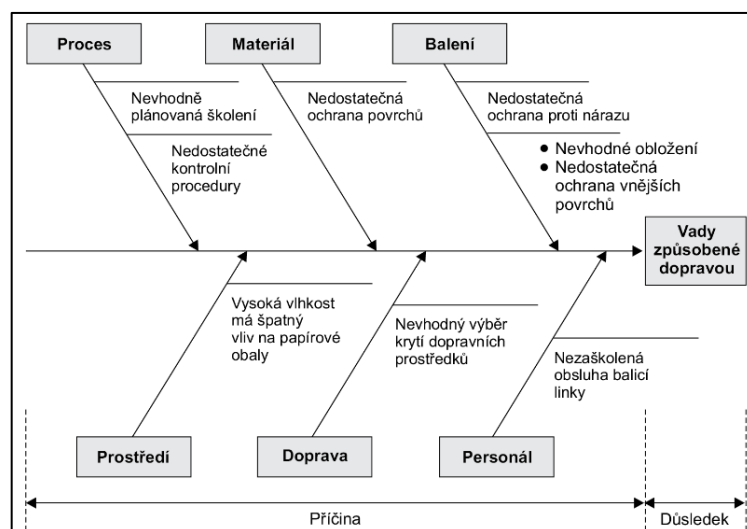 Proces
Materiál
Balení
Nevhodně
plánovaná školení
Nedostatečné
kontrolní
procedury
Nedostatečná
ochrana povrchů
Nedostatečná
ochrana proti nárazu
● Nevhodné obložení
● Nedostatečná
ochrana vnějších
povrchů
Vady
způsobené
dopravou
Vysoká vlhkost
má špatný
vliv na papírové
obaly
Nevhodný výběr
krytí dopravních
prostředků
Nezaškolená
obsluha balicí
linky
Prostředí
Doprava
Personál
Příčina
Důsledek